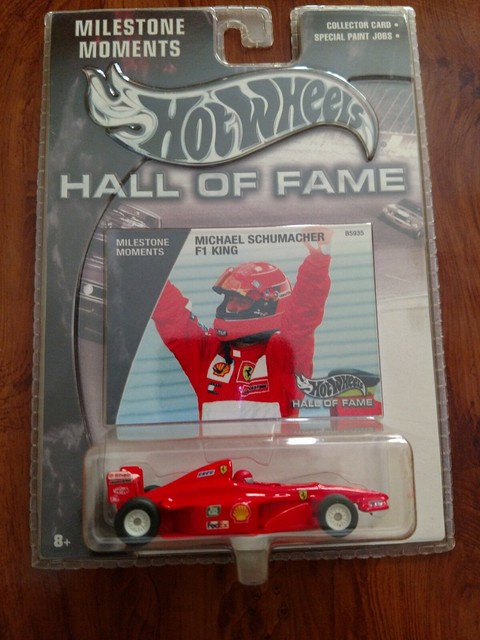 MILESTONE
MOMENTS
COLLECTOR CARD •
SPECIAL PAINT JOBS •
HOT WHEELS
HALL OF FAME
MILESTONE
MOMENTS
MICHAEL SCHUMACHER
F1 KING
HOT WHEELS
HALL OF FAME
FedEx
8+